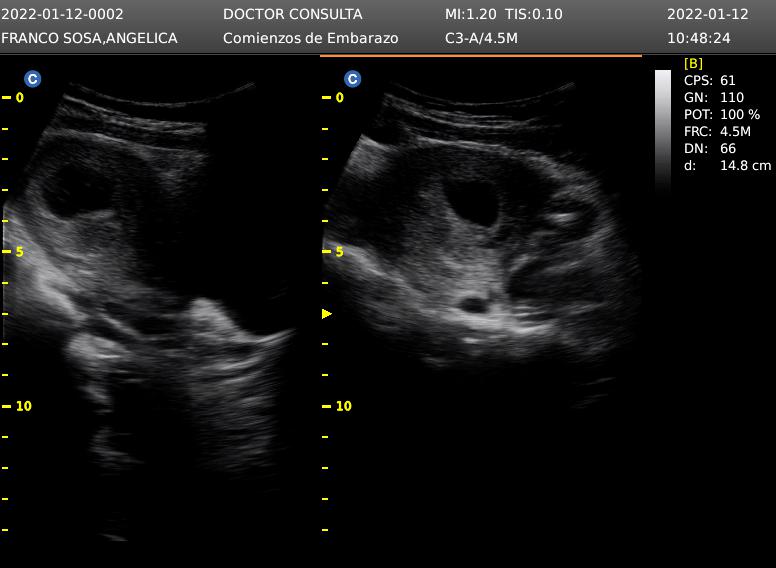 2022-01-12-0002 DOCTOR CONSULTA MI:1.20 TIS:0.10 2022-01-12
FRANCO SOSA,ANGELICA Comienzos de Embarazo C3-A/4.5M 10:48:24
[B]
C C CPS: 61
0 0 GN: 110
POT: 100 %
FRC: 4.5M
DN: 66
d: 14.8 cm
5 5
10 10